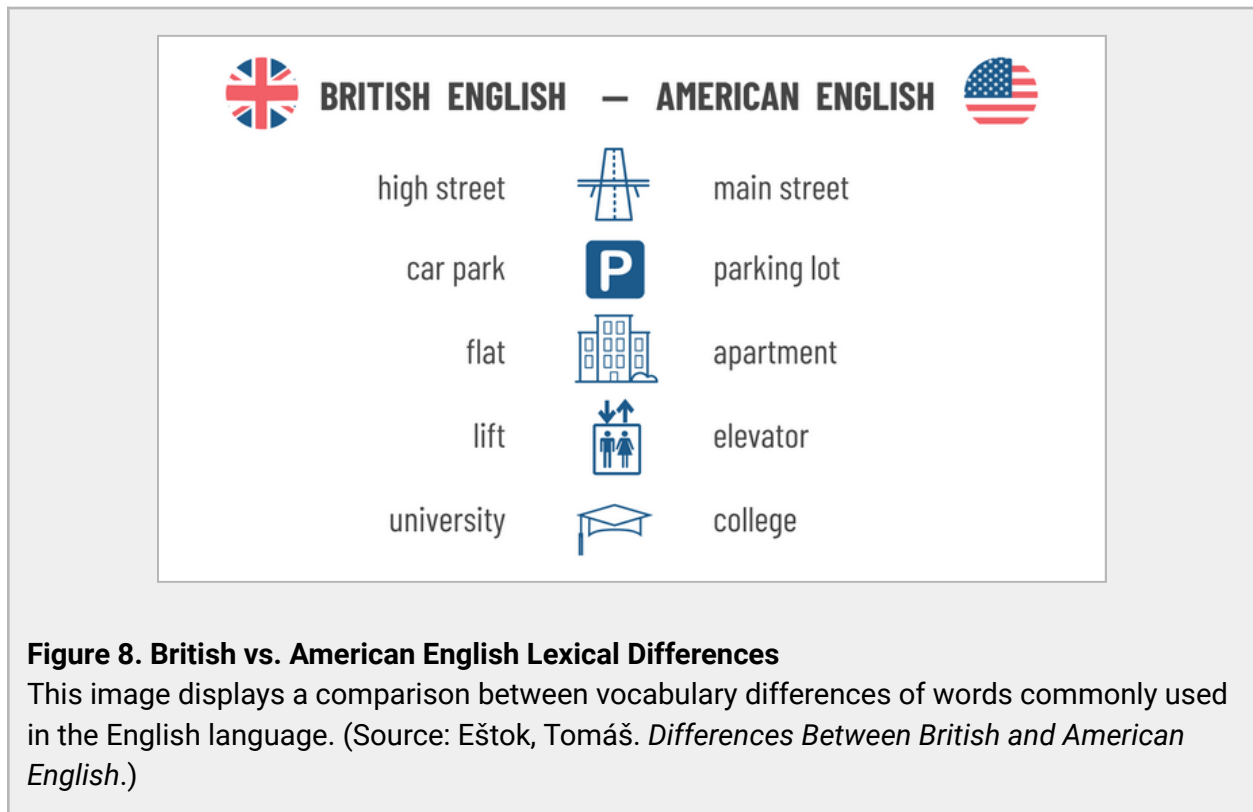 BRITISH ENGLISH — AMERICAN ENGLISH
high street main street
car park P parking lot
flat apartment
lift elevator
university college
Figure 8. British vs. American English Lexical Differences
This image displays a comparison between vocabulary differences of words commonly used
in the English language. (Source: Eštok, Tomáš. Differences Between British and American
English.)